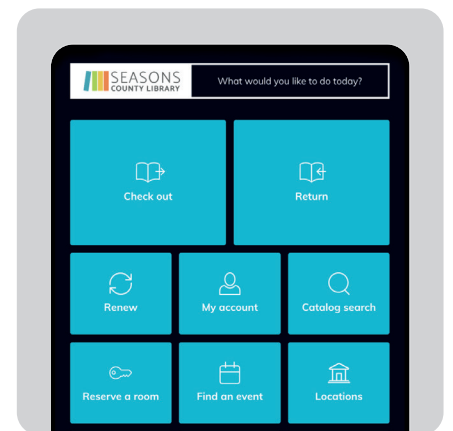 SEASONS
COUNTY LIBRARY
What would you like to do today?
Check out
Return
Renew
My account
Catalog search
Reserve a room
Find an event
Locations